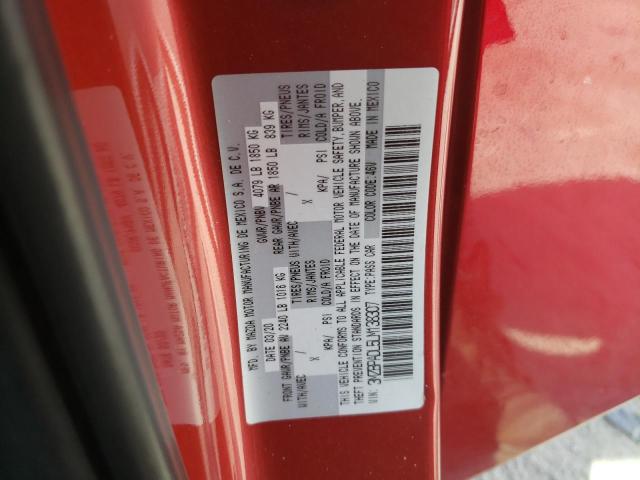 MFD. BY MAZDA MOTOR MANUFACTURING DE MEXICO S.A. DE C.V.
DATE 03/20 GVWR/PNBV 4079 LB 1850 KG
FRONT GAWR/PNBE AV 2240 LB 1016 KG REAR GAWR/PNBE AR 1850 LB 839 KG
WITH/AVEC TIRES/PNEUS WITH/AVEC TIRES/PNEUS
X RIMS/JANTES X RIMS/JANTES
KPA/ PSI COLD/A FROID KPA/ PSI COLD/A FROID
THIS VEHICLE CONFORMS TO ALL APPLICABLE FEDERAL MOTOR VEHICLE SAFETY, BUMPER, AND
THEFT PREVENTION STANDARDS IN EFFECT ON THE DATE OF MANUFACTURE SHOWN ABOVE.
VIN: 3MZBPADL5LM138307 TYPE:PASS CAR COLOR CODE:46V MADE IN MEXICO